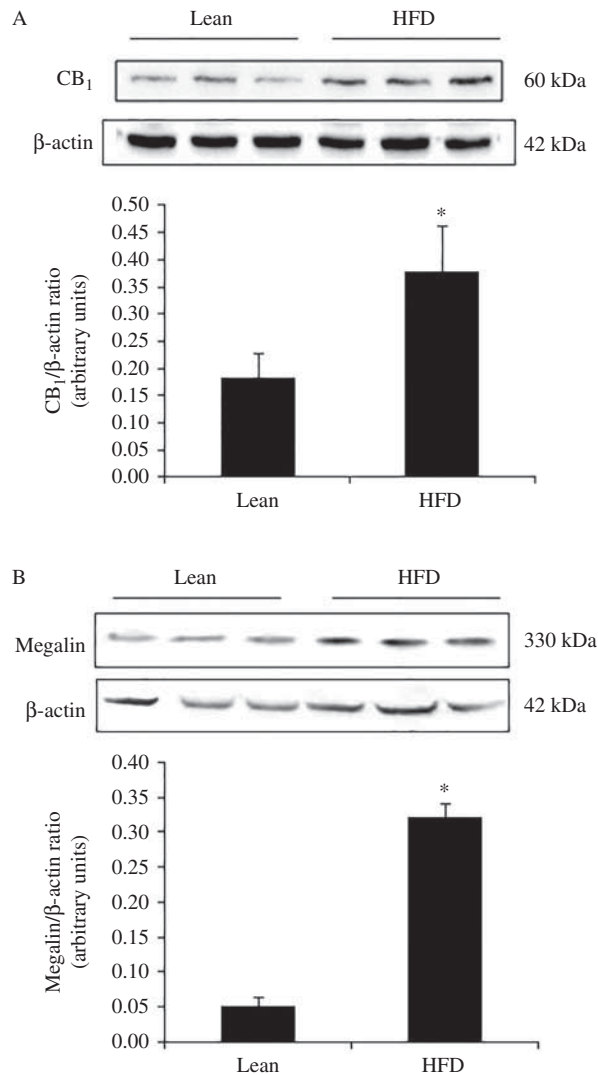 A
Lean HFD
CB₁ 60 kDa
β-actin 42 kDa
0.50
0.45
0.40
0.35
0.30
0.25
0.20
0.15
0.10
0.05
0.00
CB₁/β-actin ratio
(arbitrary units)
*
Lean HFD
B
Lean HFD
Megalin 330 kDa
β-actin 42 kDa
0.40
0.35
0.30
0.25
0.20
0.15
0.10
0.05
0.00
Megalin/β-actin ratio
(arbitrary units)
*
Lean HFD